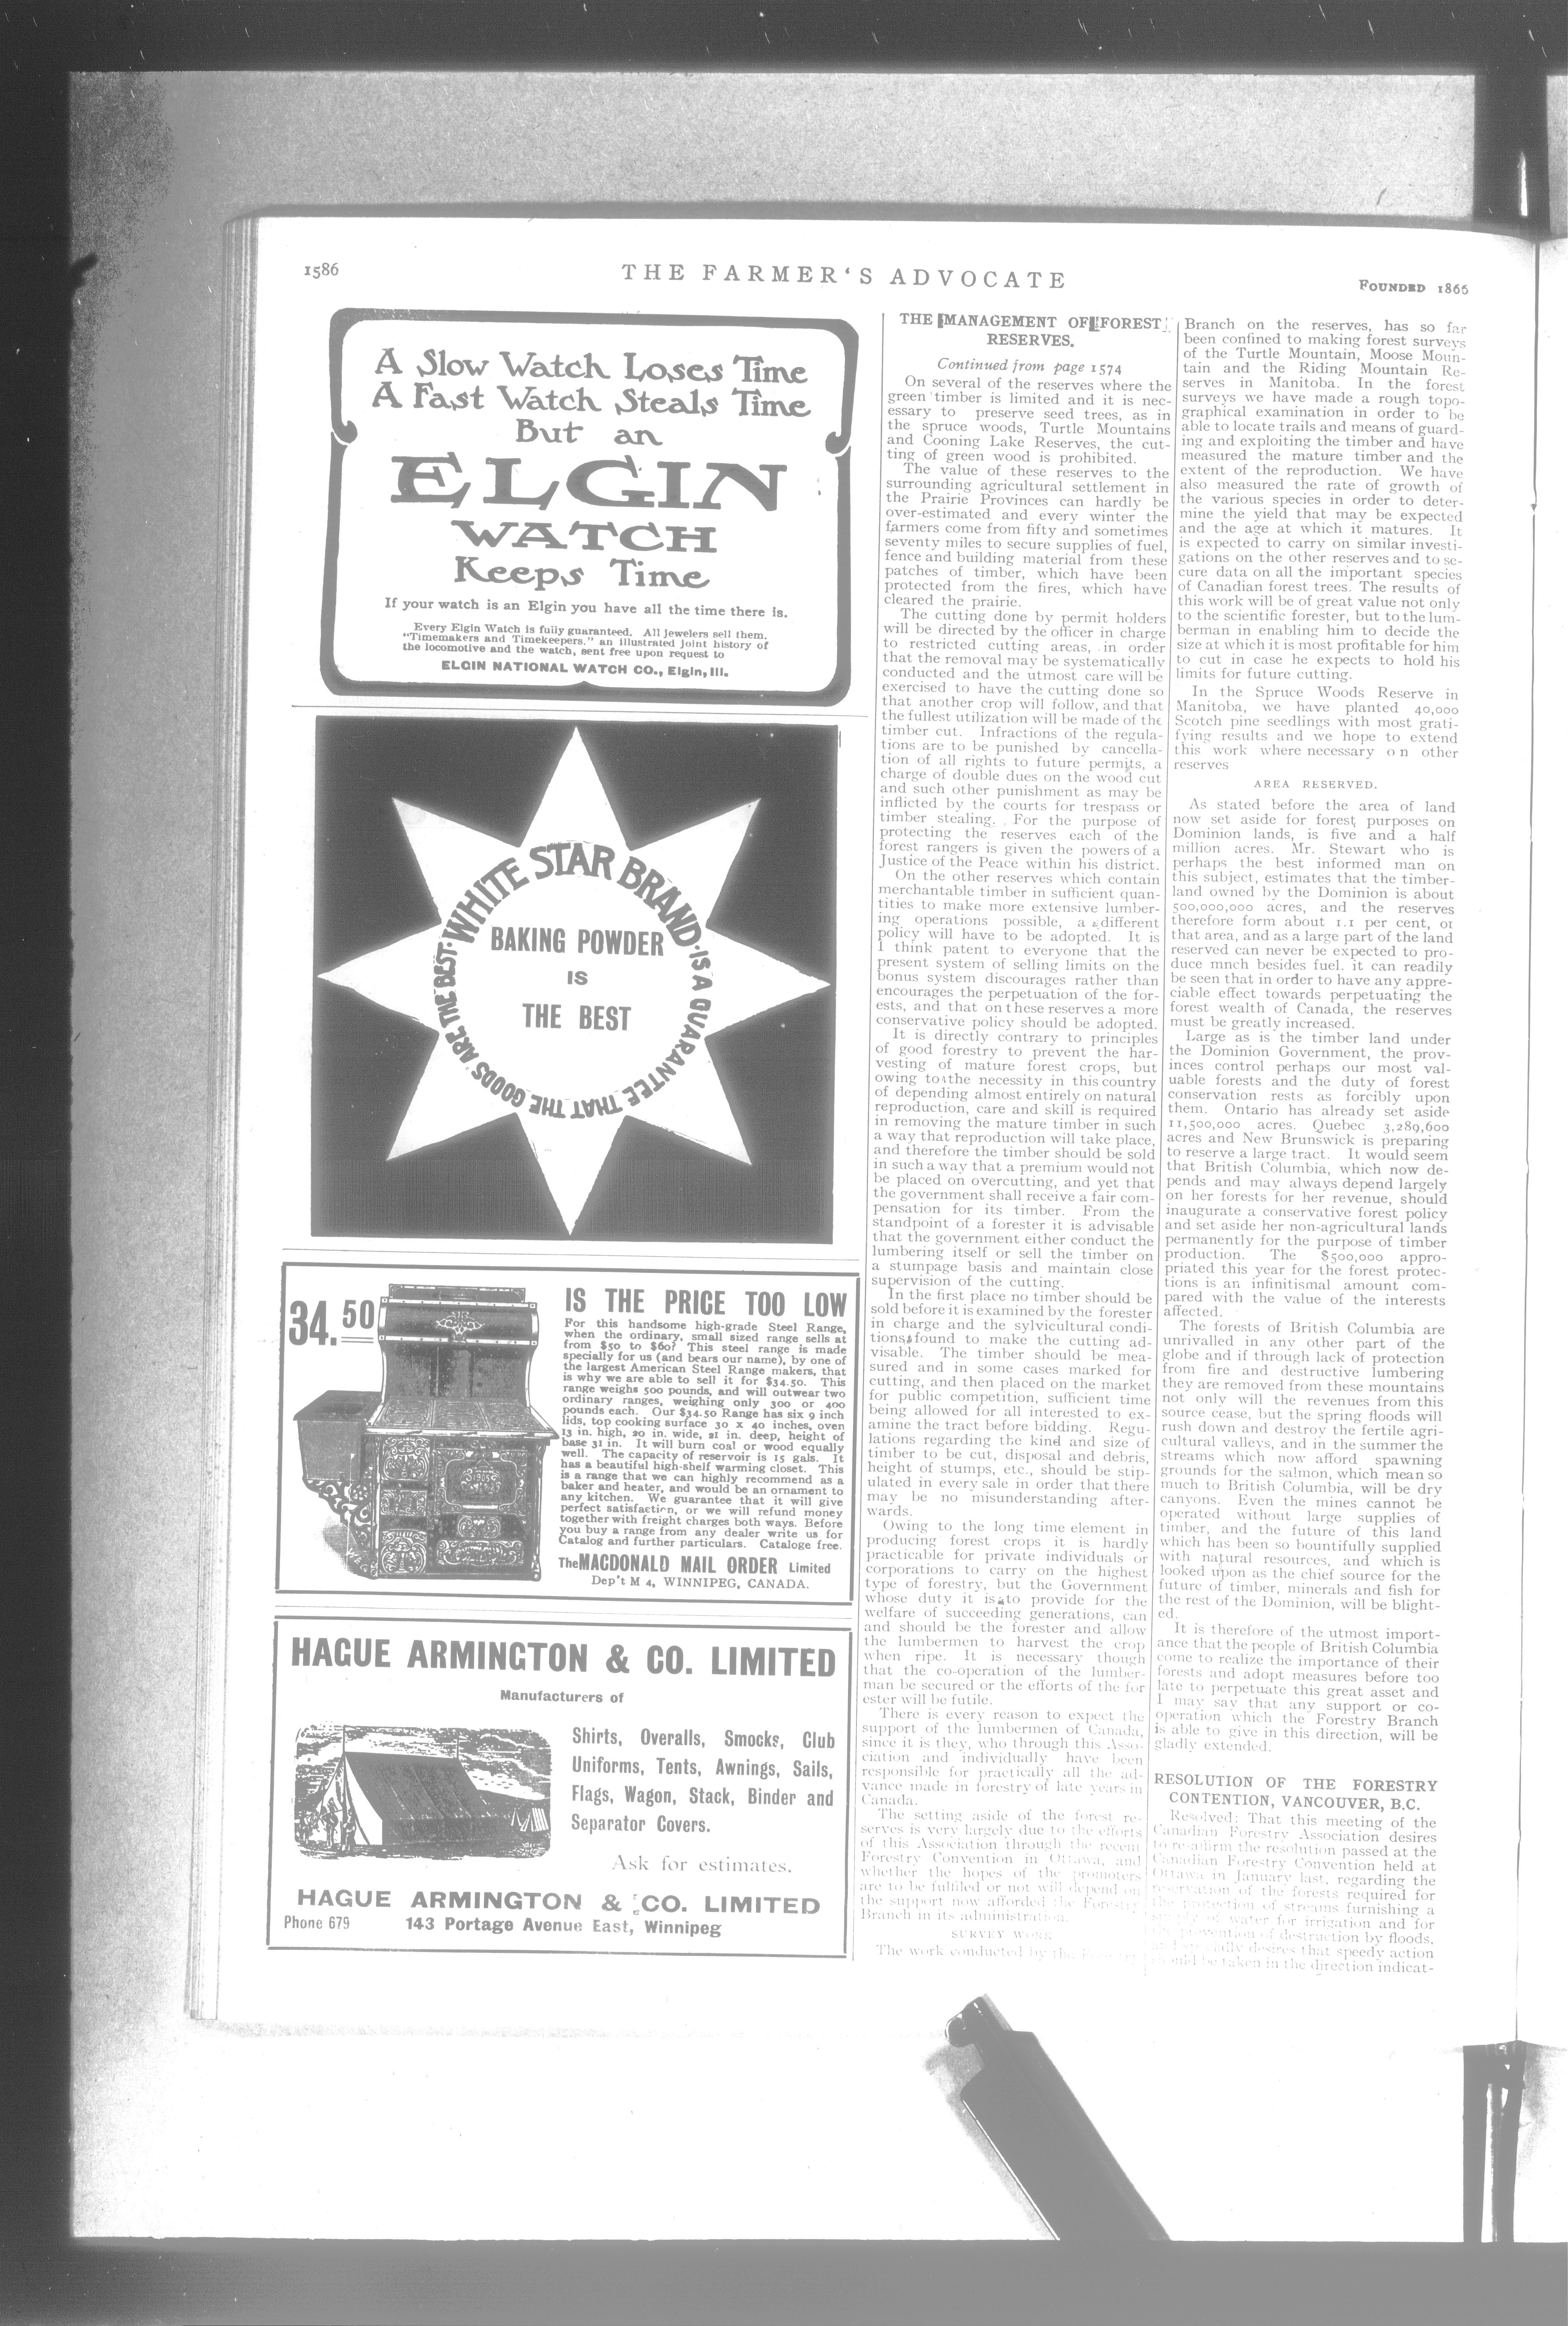 1586
THE FARMER'S ADVOCATE
FOUNDED 1866
A Slow Watch Loses Time
A Fast Watch Steals Time
But an
ELGIN
WATCH
Keeps Time
If your watch is an Elgin you have all the time there is.
Every Elgin Watch is fully guaranteed. All jewelers sell them.
"Timemakers and Timekeepers," an illustrated joint history of
the locomotive and the watch, sent free upon request to
ELGIN NATIONAL WATCH CO., Elgin, Ill.
WHITE STAR BRAND · IS A GUARANTEE THAT THE GOODS ARE THE BEST ·
BAKING POWDER
IS
THE BEST
34.50
IS THE PRICE TOO LOW
For this handsome high-grade Steel Range,
when the ordinary, small sized range sells at
from $50 to $60? This steel range is made
specially for us (and bears our name), by one of
the largest American Steel Range makers, that
is why we are able to sell it for $34.50. This
range weighs 500 pounds, and will outwear two
ordinary ranges, weighing only 300 or 400
pounds each. Our $34.50 Range has six 9 inch
lids, top cooking surface 30 x 40 inches, oven
13 in. high, 20 in. wide, 21 in. deep, height of
base 31 in. It will burn coal or wood equally
well. The capacity of reservoir is 15 gals. It
has a beautiful high-shelf warming closet. This
is a range that we can highly recommend as a
baker and heater, and would be an ornament to
any kitchen. We guarantee that it will give
perfect satisfaction, or we will refund money
together with freight charges both ways. Before
you buy a range from any dealer write us for
Catalog and further particulars. Cataloge free.
The MACDONALD MAIL ORDER Limited
Dep't M 4, WINNIPEG, CANADA.
HAGUE ARMINGTON & CO. LIMITED
Manufacturers of
Shirts, Overalls, Smocks, Club
Uniforms, Tents, Awnings, Sails,
Flags, Wagon, Stack, Binder and
Separator Covers.
Ask for estimates.
HAGUE ARMINGTON & CO. LIMITED
Phone 679 143 Portage Avenue East, Winnipeg
THE MANAGEMENT OF FOREST
RESERVES.
Continued from page 1574
On several of the reserves where the
green timber is limited and it is nec-
essary to preserve seed trees, as in
the spruce woods, Turtle Mountains
and Cooning Lake Reserves, the cut-
ting of green wood is prohibited.
The value of these reserves to the
surrounding agricultural settlement in
the Prairie Provinces can hardly be
over-estimated and every winter the
farmers come from fifty and sometimes
seventy miles to secure supplies of fuel,
fence and building material from these
patches of timber, which have been
protected from the fires, which have
cleared the prairie.
The cutting done by permit holders
will be directed by the officer in charge
to restricted cutting areas, in order
that the removal may be systematically
conducted and the utmost care will be
exercised to have the cutting done so
that another crop will follow, and that
the fullest utilization will be made of the
timber cut. Infractions of the regula-
tions are to be punished by cancella-
tion of all rights to future permits, a
charge of double dues on the wood cut
and such other punishment as may be
inflicted by the courts for trespass or
timber stealing. For the purpose of
protecting the reserves each of the
forest rangers is given the powers of a
Justice of the Peace within his district.
On the other reserves which contain
merchantable timber in sufficient quan-
tities to make more extensive lumber-
ing operations possible, a different
policy will have to be adopted. It is
I think patent to everyone that the
present system of selling limits on the
bonus system discourages rather than
encourages the perpetuation of the for-
ests, and that on these reserves a more
conservative policy should be adopted.
It is directly contrary to principles
of good forestry to prevent the har-
vesting of mature forest crops, but
owing to the necessity in this country
of depending almost entirely on natural
reproduction, care and skill is required
in removing the mature timber in such
a way that reproduction will take place,
and therefore the timber should be sold
in such a way that a premium would not
be placed on overcutting, and yet that
the government shall receive a fair com-
pensation for its timber. From the
standpoint of a forester it is advisable
that the government either conduct the
lumbering itself or sell the timber on
a stumpage basis and maintain close
supervision of the cutting.
In the first place no timber should be
sold before it is examined by the forester
in charge and the sylvicultural condi-
tions found to make the cutting ad-
visable. The timber should be mea-
sured and in some cases marked for
cutting, and then placed on the market
for public competition, sufficient time
being allowed for all interested to ex-
amine the tract before bidding. Regu-
lations regarding the kind and size of
timber to be cut, disposal and debris,
height of stumps, etc., should be stip-
ulated in every sale in order that there
may be no misunderstanding after-
wards.
Owing to the long time element in
producing forest crops it is hardly
practicable for private individuals or
corporations to carry on the highest
type of forestry, but the Government
whose duty it is to provide for the
welfare of succeeding generations, can
and should be the forester and allow
the lumbermen to harvest the crop
when ripe. It is necessary though
that the co-operation of the lumber-
man be secured or the efforts of the for
ester will be futile.
There is every reason to expect the
support of the lumbermen of Canada,
since it is they, who through this Asso-
ciation and individually have been
responsible for practically all the ad-
vance made in forestry of late years in
Canada.
The setting aside of the forest re-
serves is very largely due to the efforts
of this Association through the recent
Forestry Convention in Ottawa, and
whether the hopes of the promoters
are to be fulfiled or not will depend on
the support now afforded the Forestry
Branch in its administration.
SURVEY WORK
The work conducted by the
Branch on the reserves, has so far
been confined to making forest surveys
of the Turtle Mountain, Moose Moun-
tain and the Riding Mountain Re-
serves in Manitoba. In the forest
surveys we have made a rough topo-
graphical examination in order to be
able to locate trails and means of guard-
ing and exploiting the timber and have
measured the mature timber and the
extent of the reproduction. We have
also measured the rate of growth of
the various species in order to deter-
mine the yield that may be expected
and the age at which it matures. It
is expected to carry on similar investi-
gations on the other reserves and to se-
cure data on all the important species
of Canadian forest trees. The results of
this work will be of great value not only
to the scientific forester, but to the lum-
berman in enabling him to decide the
size at which it is most profitable for him
to cut in case he expects to hold his
limits for future cutting.
In the Spruce Woods Reserve in
Manitoba, we have planted 40,000
Scotch pine seedlings with most grati-
fying results and we hope to extend
this work where necessary on other
reserves
AREA RESERVED.
As stated before the area of land
now set aside for forest purposes on
Dominion lands, is five and a half
million acres. Mr. Stewart who is
perhaps the best informed man on
this subject, estimates that the timber-
land owned by the Dominion is about
500,000,000 acres, and the reserves
therefore form about 1.1 per cent, or
that area, and as a large part of the land
reserved can never be expected to pro-
duce mnch besides fuel. it can readily
be seen that in order to have any appre-
ciable effect towards perpetuating the
forest wealth of Canada, the reserves
must be greatly increased.
Large as is the timber land under
the Dominion Government, the prov-
inces control perhaps our most val-
uable forests and the duty of forest
conservation rests as forcibly upon
them. Ontario has already set aside
11,500,000 acres. Quebec 3,289,600
acres and New Brunswick is preparing
to reserve a large tract. It would seem
that British Columbia, which now de-
pends and may always depend largely
on her forests for her revenue, should
inaugurate a conservative forest policy
and set aside her non-agricultural lands
permanently for the purpose of timber
production. The $500,000 appro-
priated this year for the forest protec-
tions is an infinitismal amount com-
pared with the value of the interests
affected.
The forests of British Columbia are
unrivalled in any other part of the
globe and if through lack of protection
from fire and destructive lumbering
they are removed from these mountains
not only will the revenues from this
source cease, but the spring floods will
rush down and destroy the fertile agri-
cultural valleys, and in the summer the
streams which now afford spawning
grounds for the salmon, which mean so
much to British Columbia, will be dry
canyons. Even the mines cannot be
operated without large supplies of
timber, and the future of this land
which has been so bountifully supplied
with natural resources, and which is
looked upon as the chief source for the
future of timber, minerals and fish for
the rest of the Dominion, will be blight-
ed.
It is therefore of the utmost import-
ance that the people of British Columbia
come to realize the importance of their
forests and adopt measures before too
late to perpetuate this great asset and
I may say that any support or co-
operation which the Forestry Branch
is able to give in this direction, will be
gladly extended.
RESOLUTION OF THE FORESTRY
CONTENTION, VANCOUVER, B.C.
Resolved: That this meeting of the
Canadian Forestry Association desires
to re-affirm the resolution passed at the
Canadian Forestry Convention held at
Ottawa in January last, regarding the
reservation of the forests required for
the protection of streams furnishing a
of water for irrigation and for
prevention of destruction by floods,
and desires that speedy action
should be taken in the direction indicat-